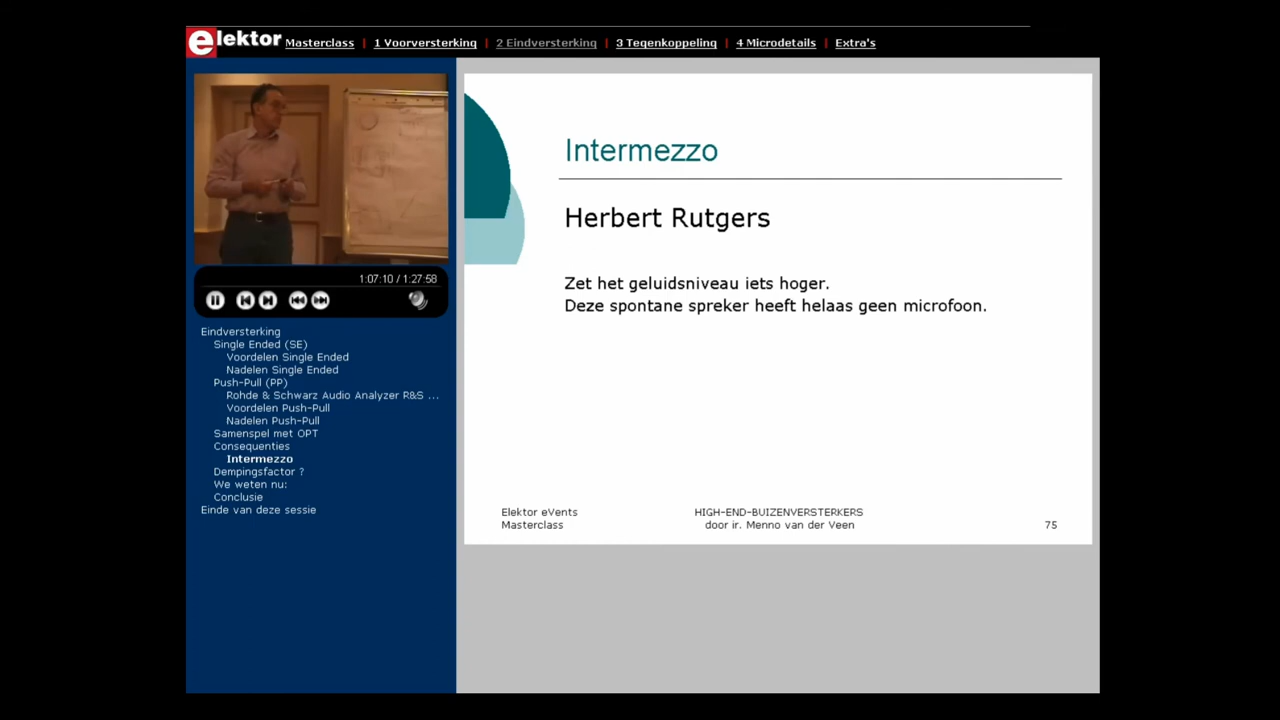 elektor Masterclass | 1 Voorversterking | 2 Eindversterking | 3 Tegenkoppeling | 4 Microdetails | Extra's
1:07:10 / 1:27:58
Eindversterking
Single Ended (SE)
Voordelen Single Ended
Nadelen Single Ended
Push-Pull (PP)
Rohde & Schwarz Audio Analyzer R&S ...
Voordelen Push-Pull
Nadelen Push-Pull
Samenspel met OPT
Consequenties
Intermezzo
Dempingsfactor ?
We weten nu:
Conclusie
Einde van deze sessie
Intermezzo
Herbert Rutgers
Zet het geluidsniveau iets hoger.
Deze spontane spreker heeft helaas geen microfoon.
Elektor eVents
Masterclass
HIGH-END-BUIZENVERSTERKERS
door ir. Menno van der Veen
75